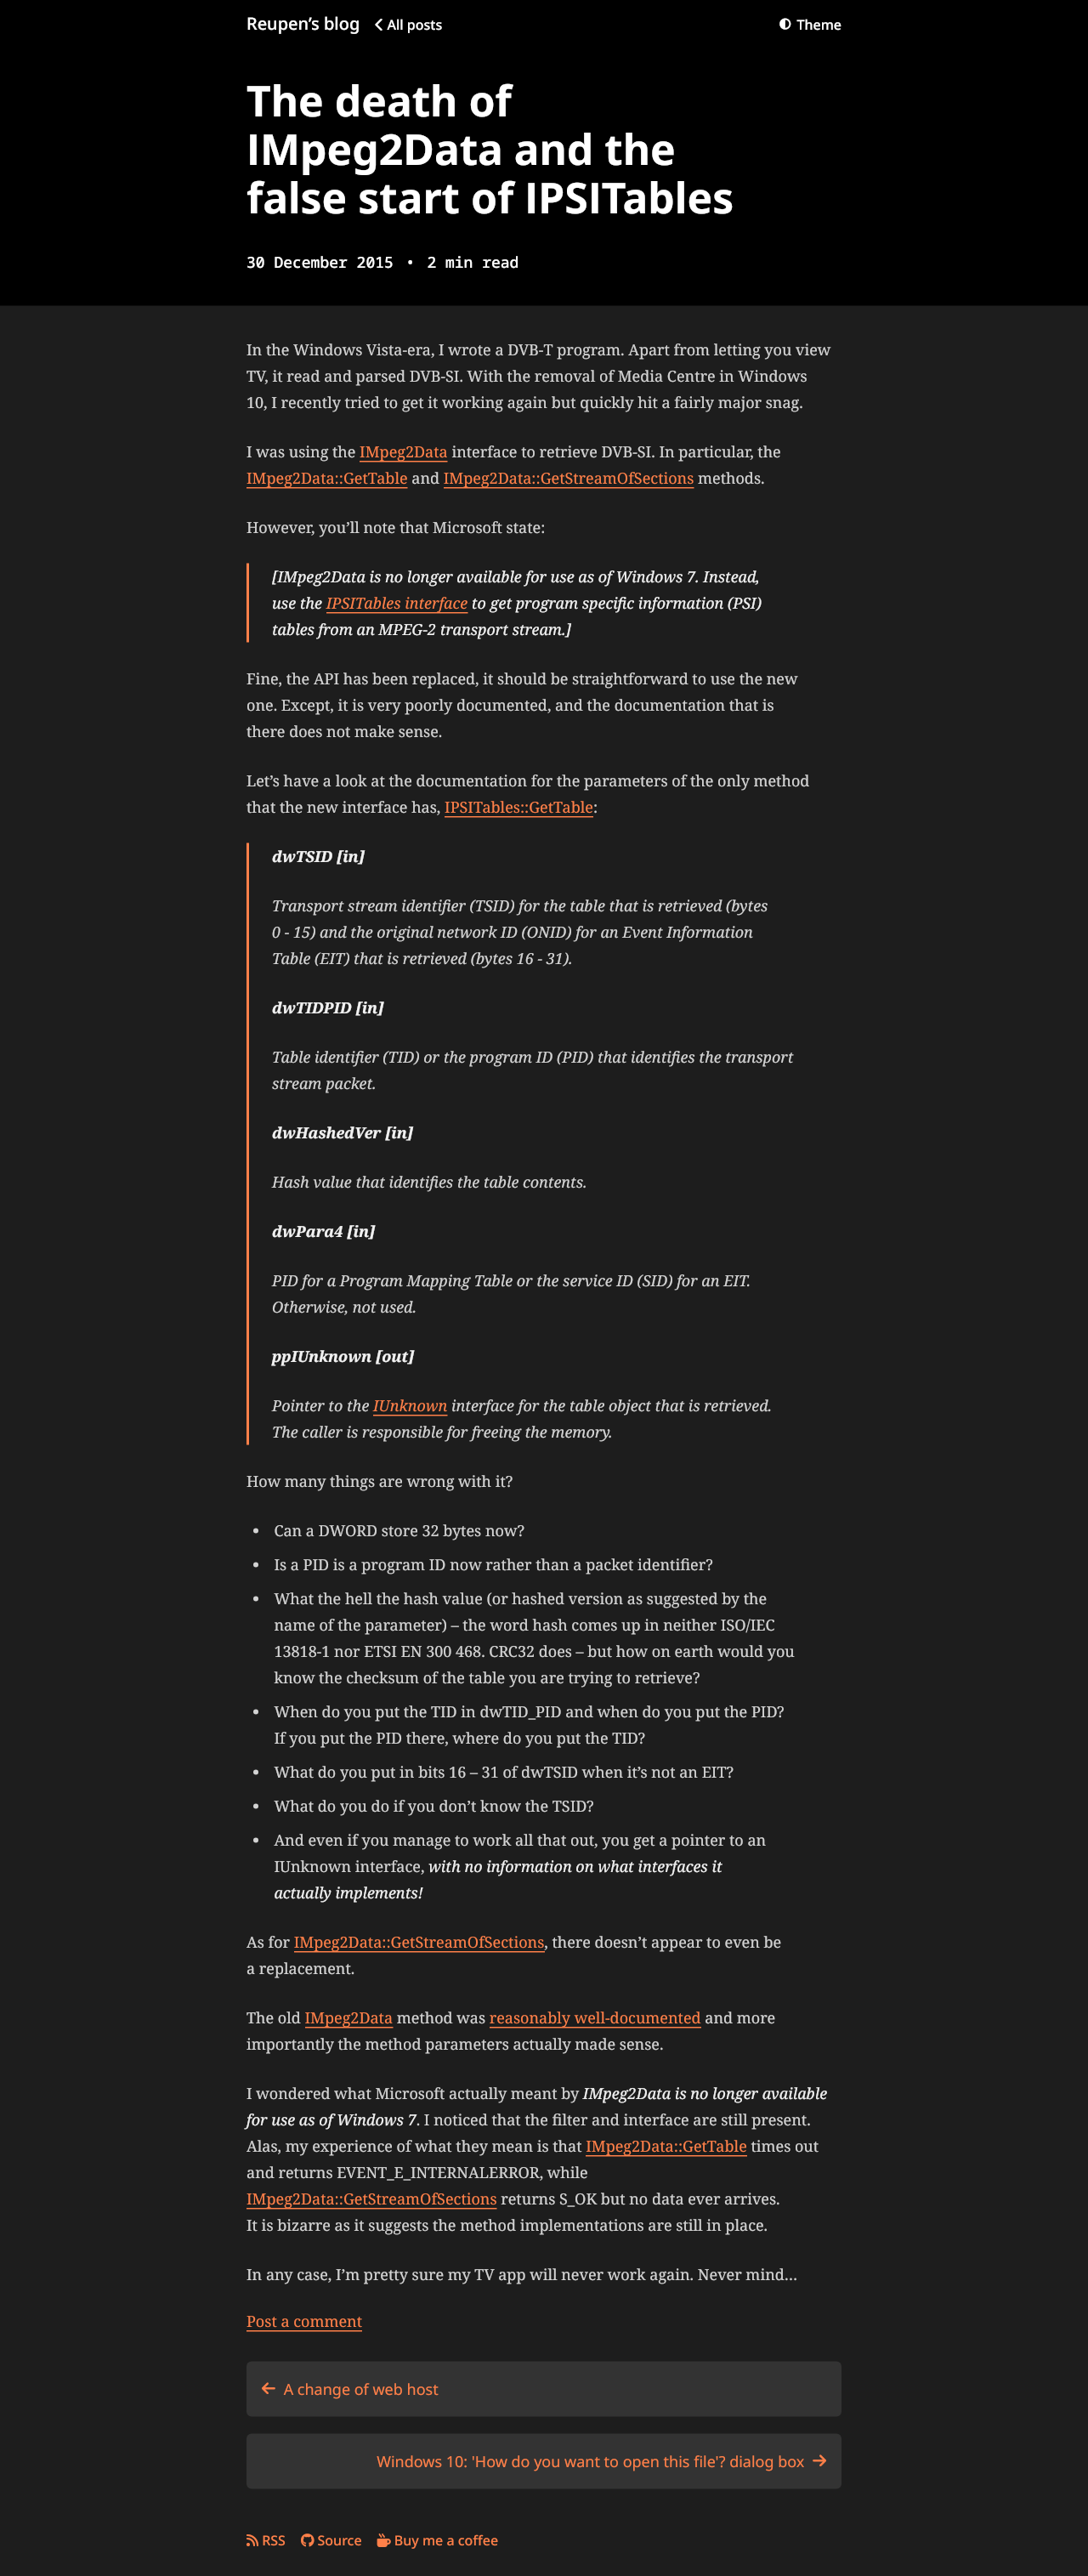 Reupen’s blog All posts Theme
The death of
IMpeg2Data and the
false start of IPSITables
30 December 2015 • 2 min read
In the Windows Vista-era, I wrote a DVB-T program. Apart from letting you view
TV, it read and parsed DVB-SI. With the removal of Media Centre in Windows
10, I recently tried to get it working again but quickly hit a fairly major snag.
I was using the IMpeg2Data interface to retrieve DVB-SI. In particular, the
IMpeg2Data::GetTable and IMpeg2Data::GetStreamOfSections methods.
However, you’ll note that Microsoft state:
[IMpeg2Data is no longer available for use as of Windows 7. Instead,
use the IPSITables interface to get program specific information (PSI)
tables from an MPEG-2 transport stream.]
Fine, the API has been replaced, it should be straightforward to use the new
one. Except, it is very poorly documented, and the documentation that is
there does not make sense.
Let’s have a look at the documentation for the parameters of the only method
that the new interface has, IPSITables::GetTable:
dwTSID [in]
Transport stream identifier (TSID) for the table that is retrieved (bytes
0 - 15) and the original network ID (ONID) for an Event Information
Table (EIT) that is retrieved (bytes 16 - 31).
dwTIDPID [in]
Table identifier (TID) or the program ID (PID) that identifies the transport
stream packet.
dwHashedVer [in]
Hash value that identifies the table contents.
dwPara4 [in]
PID for a Program Mapping Table or the service ID (SID) for an EIT.
Otherwise, not used.
ppIUnknown [out]
Pointer to the IUnknown interface for the table object that is retrieved.
The caller is responsible for freeing the memory.
How many things are wrong with it?
• Can a DWORD store 32 bytes now?
• Is a PID is a program ID now rather than a packet identifier?
• What the hell the hash value (or hashed version as suggested by the
name of the parameter) – the word hash comes up in neither ISO/IEC
13818-1 nor ETSI EN 300 468. CRC32 does – but how on earth would you
know the checksum of the table you are trying to retrieve?
• When do you put the TID in dwTID_PID and when do you put the PID?
If you put the PID there, where do you put the TID?
• What do you put in bits 16 – 31 of dwTSID when it’s not an EIT?
• What do you do if you don’t know the TSID?
• And even if you manage to work all that out, you get a pointer to an
IUnknown interface, with no information on what interfaces it
actually implements!
As for IMpeg2Data::GetStreamOfSections, there doesn’t appear to even be
a replacement.
The old IMpeg2Data method was reasonably well-documented and more
importantly the method parameters actually made sense.
I wondered what Microsoft actually meant by IMpeg2Data is no longer available
for use as of Windows 7. I noticed that the filter and interface are still present.
Alas, my experience of what they mean is that IMpeg2Data::GetTable times out
and returns EVENT_E_INTERNALERROR, while
IMpeg2Data::GetStreamOfSections returns S_OK but no data ever arrives.
It is bizarre as it suggests the method implementations are still in place.
In any case, I’m pretty sure my TV app will never work again. Never mind…
Post a comment
← A change of web host
Windows 10: 'How do you want to open this file'? dialog box →
RSS Source Buy me a coffee